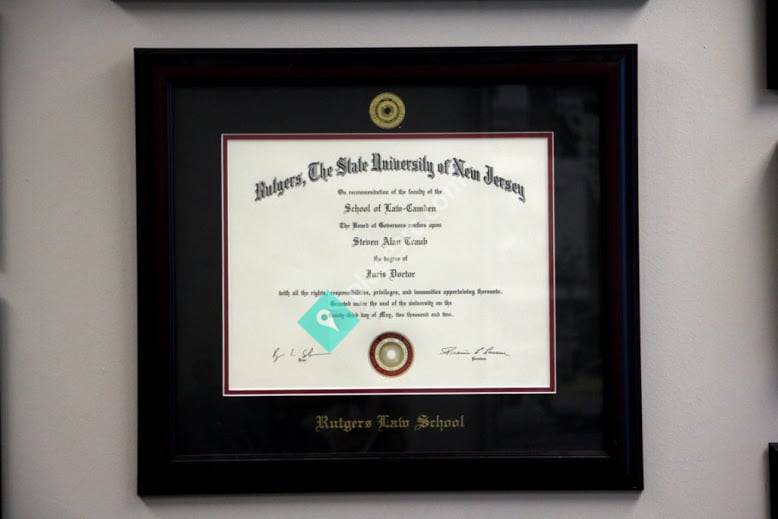 Rutgers, The State University of New Jersey
On recommendation of the faculty of the
School of Law-Camden
The Board of Governors confers upon
Steven Alan Traub
the degree of
Juris Doctor
with all the rights, responsibilities, privileges, and immunities appertaining thereunto.
Granted under the seal of the university on the
day of May, two thousand and two.
Dean
President
Rutgers Law School